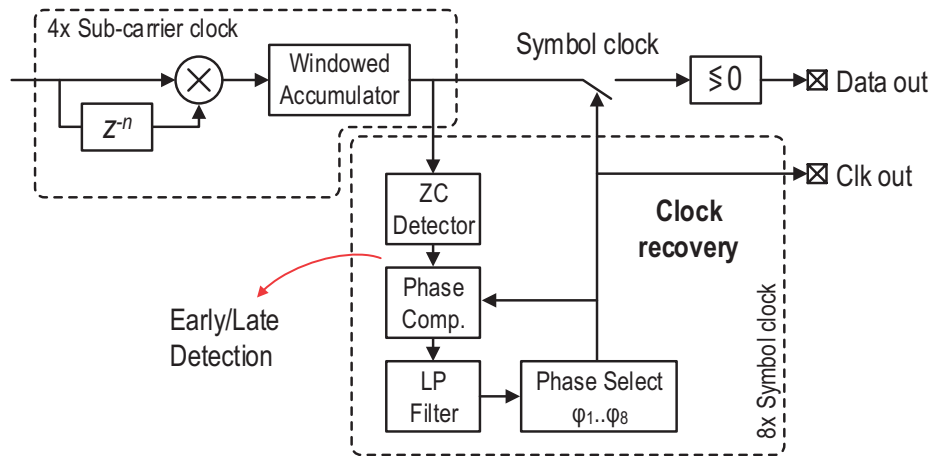 4x Sub-carrier clock
Windowed
Accumulator
z-n
Symbol clock
≶0
Data out
Clk out
ZC
Detector
Clock
recovery
Phase
Comp.
Early/Late
Detection
LP
Filter
Phase Select
φ1..φ8
8x Symbol clock